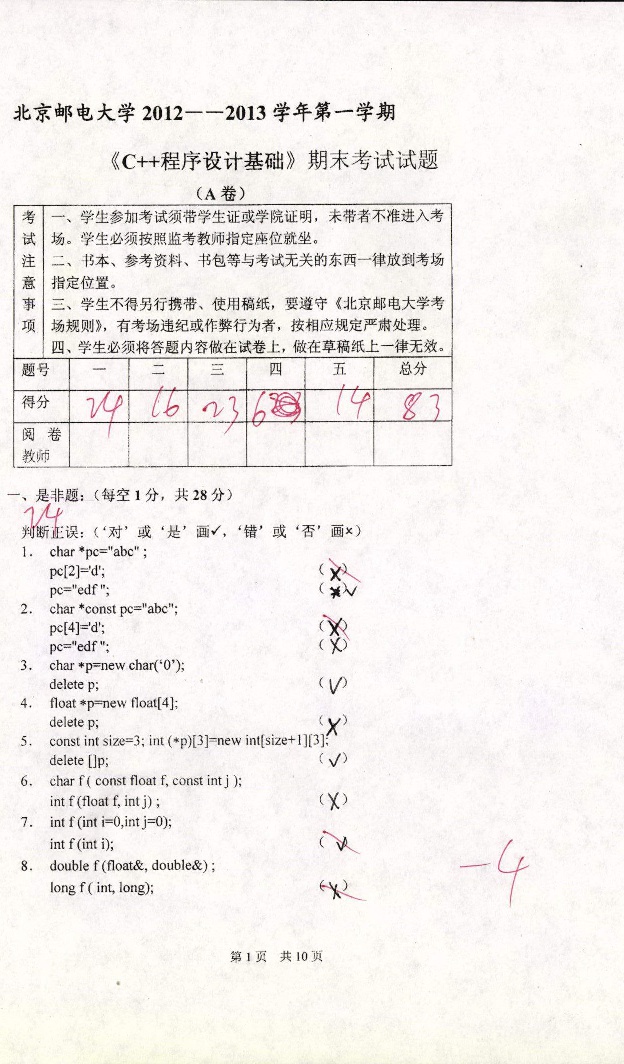 北京邮电大学 2012——2013 学年第一学期
《C++程序设计基础》期末考试试题
(A 卷)
考试注意事项
一、学生参加考试须带学生证或学院证明，未带者不准进入考
场。学生必须按照监考教师指定座位就坐。
二、书本、参考资料、书包等与考试无关的东西一律放到考场
指定位置。
三、学生不得另行携带、使用稿纸，要遵守《北京邮电大学考
场规则》，有考场违纪或作弊行为者，按相应规定严肃处理。
四、学生必须将答题内容做在试卷上，做在草稿纸上一律无效。
题号 一 二 三 四 五 总分
得分 24 16 23 6 14 83
阅 卷
教师
一、是非题：（每空 1 分，共 28 分）
24
判断正误：（‘对’或‘是’画✓，‘错’或‘否’画×）
1. char *pc="abc" ;
pc[2]='d'; (×)
pc="edf "; (✓)
2. char *const pc="abc";
pc[4]='d'; (×)
pc="edf "; (×)
3. char *p=new char(‘0’);
delete p; (✓)
4. float *p=new float[4];
delete p; (×)
5. const int size=3; int (*p)[3]=new int[size+1][3];
delete []p; (✓)
6. char f ( const float f, const int j );
int f (float f, int j) ; (×)
7. int f (int i=0,int j=0);
int f (int i); (✓)
8. double f (float&, double&) ;
long f ( int, long); (×)
-4
第 1 页 共 10 页